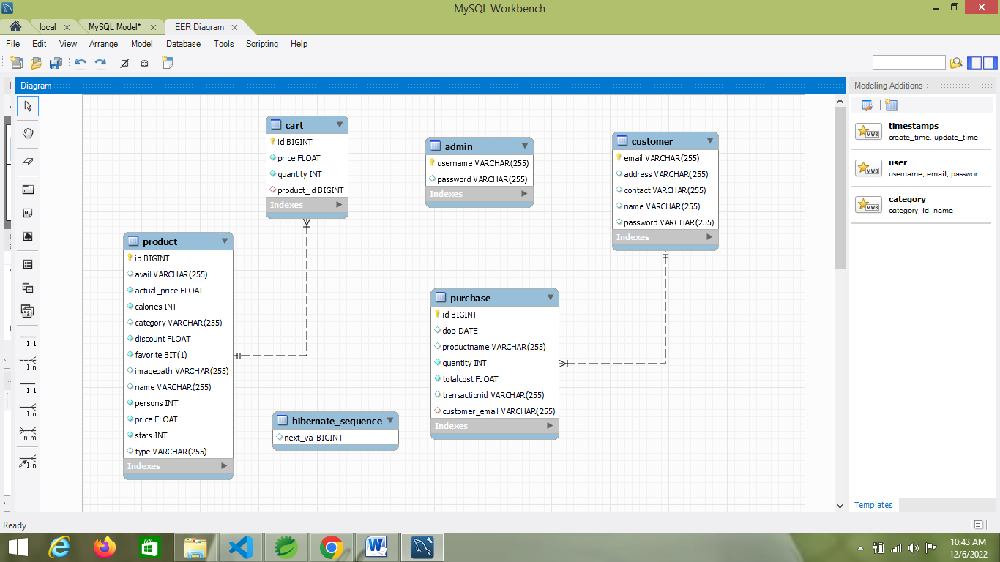 MySQL Workbench
local
MySQL Model*
EER Diagram
File Edit View Arrange Model Database Tools Scripting Help
Diagram
cart
id BIGINT
price FLOAT
quantity INT
product_id BIGINT
Indexes
admin
username VARCHAR(255)
password VARCHAR(255)
Indexes
customer
email VARCHAR(255)
address VARCHAR(255)
contact VARCHAR(255)
name VARCHAR(255)
password VARCHAR(255)
Indexes
product
id BIGINT
avail VARCHAR(255)
actual_price FLOAT
calories INT
category VARCHAR(255)
discount FLOAT
favorite BIT(1)
imagepath VARCHAR(255)
name VARCHAR(255)
persons INT
price FLOAT
stars INT
type VARCHAR(255)
Indexes
purchase
id BIGINT
dop DATE
productname VARCHAR(255)
quantity INT
totalcost FLOAT
transactionid VARCHAR(255)
customer_email VARCHAR(255)
Indexes
hibernate_sequence
next_val BIGINT
1:1
1:n
1:1
1:n
n:m
1:n
Modeling Additions
MWB
timestamps
create_time, update_time
MWB
user
username, email, passwor...
MWB
category
category_id, name
Templates
Ready
10:43 AM
12/6/2022